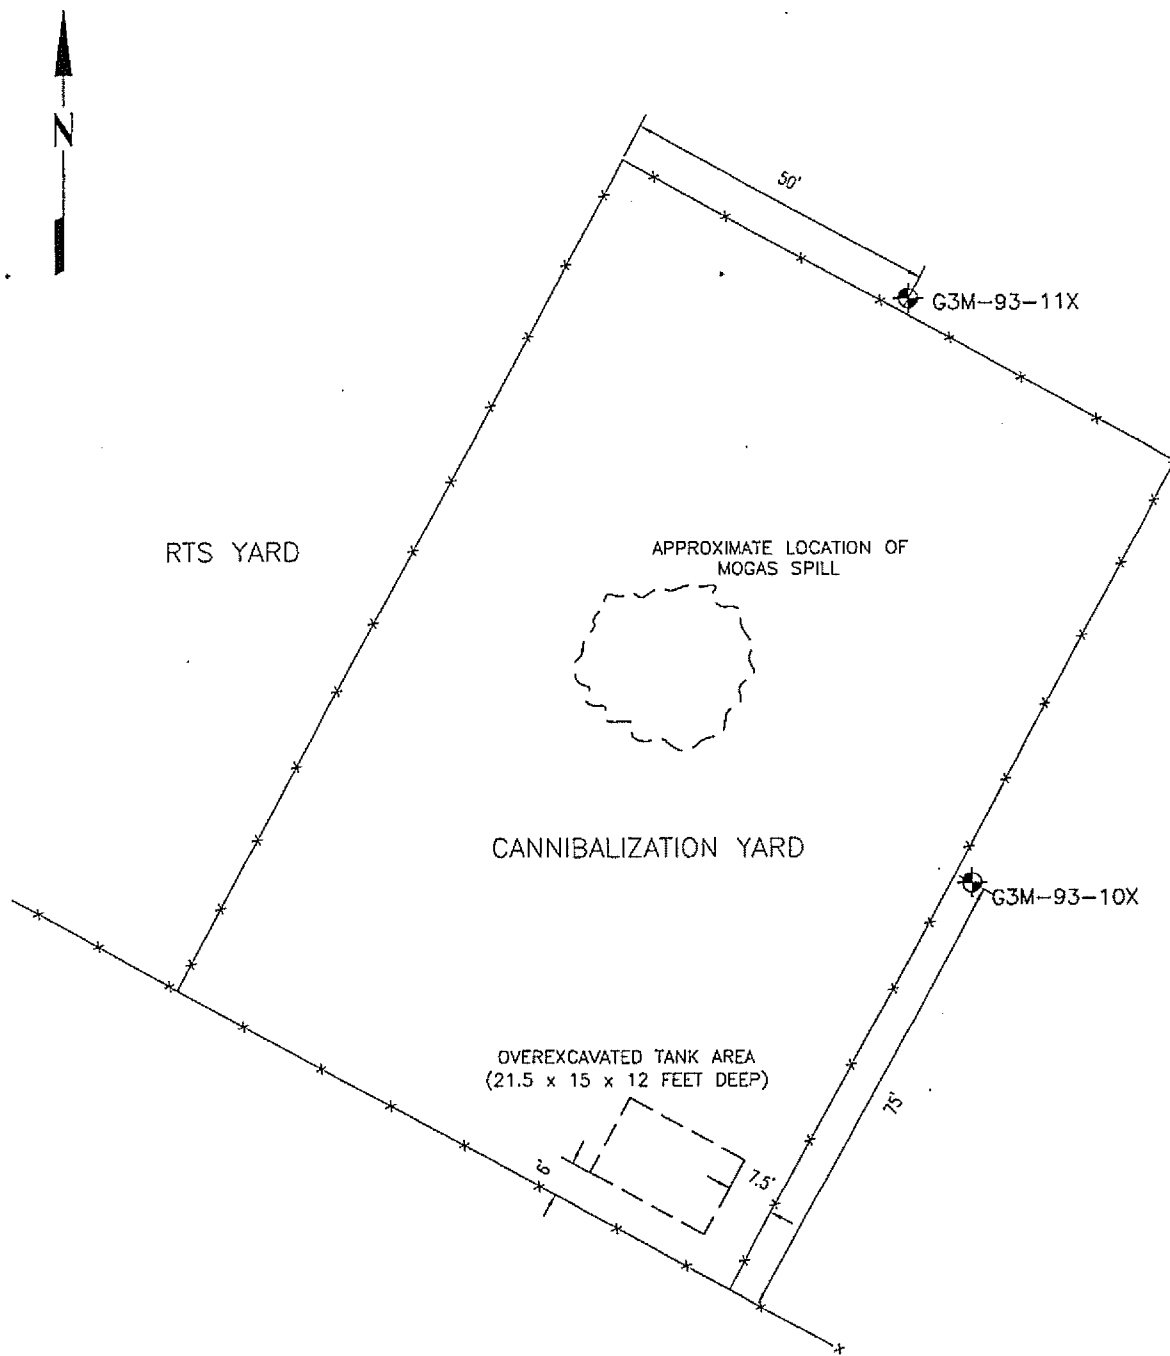 N
50'
G3M-93-11X
RTS YARD
APPROXIMATE LOCATION OF
MOGAS SPILL
CANNIBALIZATION YARD
G3M-93-10X
OVEREXCAVATED TANK AREA
(21.5 x 15 x 12 FEET DEEP)
75'
6'
7.5'